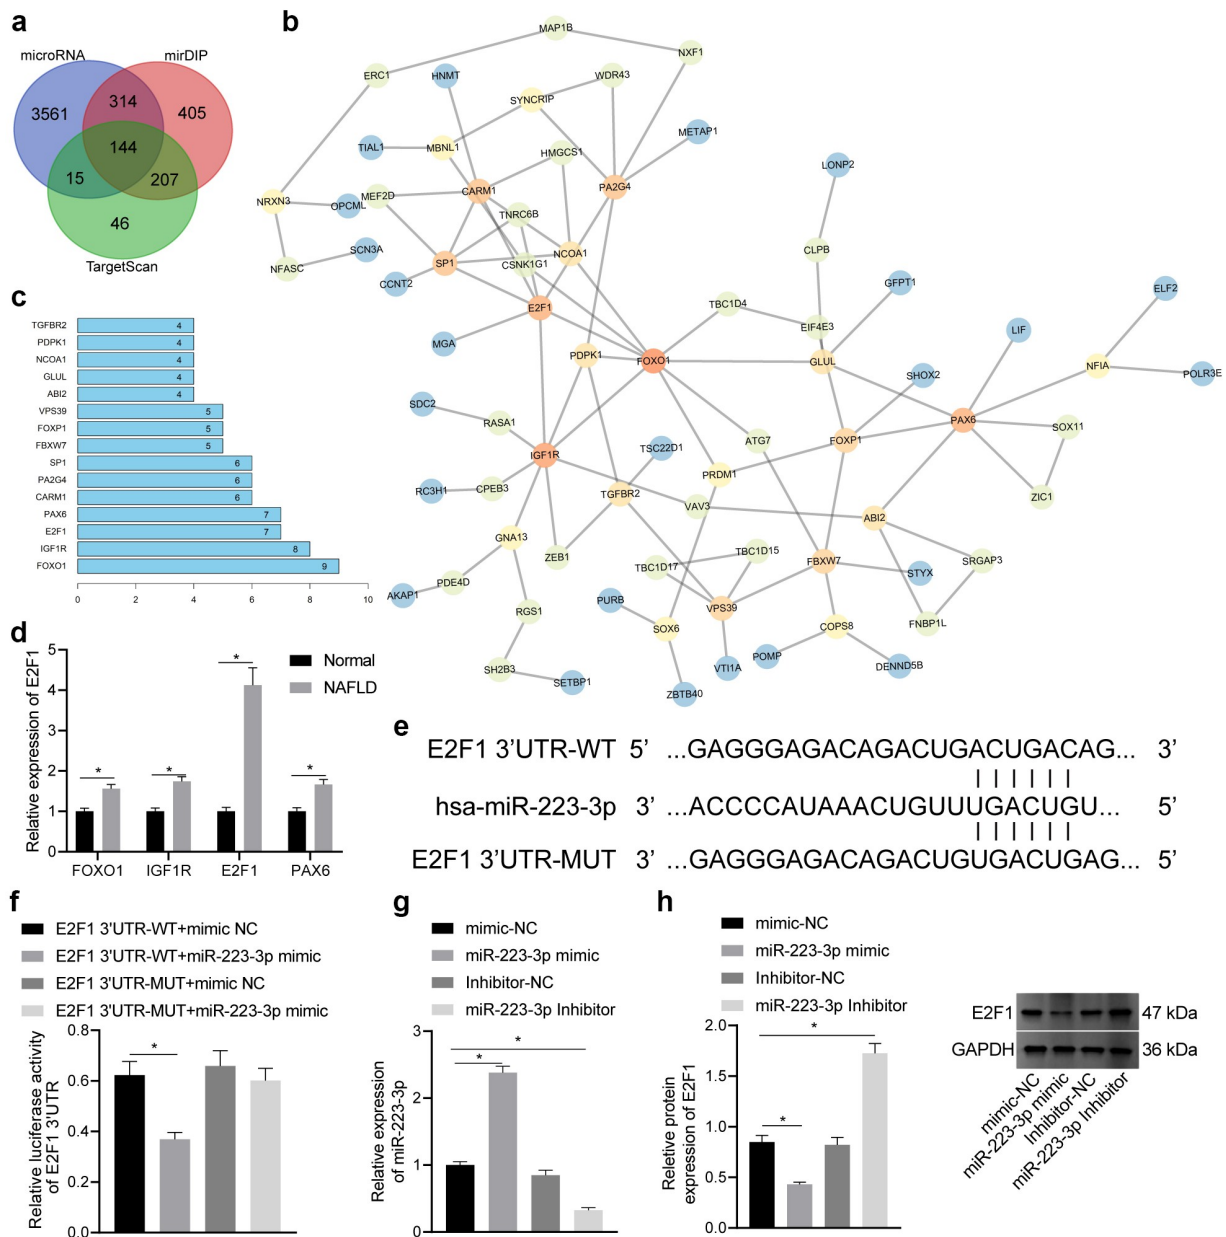 a
microRNA
mirDIP
3561
314
405
144
15
207
46
TargetScan
b
MAP1B
NXF1
ERC1
HNMT
WDR43
SYNCRIP
METAP1
TIAL1
MBNL1
HMGCS1
LONP2
CARM1
PA2G4
NRXN3
OPCML
MEF2D
TNRC6B
SCN3A
NCOA1
CLPB
NFASC
SP1
CSNK1G1
CCNT2
GFPT1
ELF2
E2F1
TBC1D4
EIF4E3
LIF
MGA
PDPK1
FOXO1
GLUL
NFIA
POLR3E
SHOX2
SDC2
RASA1
PAX6
SOX11
IGF1R
TSC22D1
ATG7
FOXP1
PRDM1
RC3H1
CPEB3
TGFBR2
VAV3
ZIC1
ABI2
GNA13
ZEB1
TBC1D15
TBC1D17
FBXW7
STYX
SRGAP3
AKAP1
PDE4D
RGS1
PURB
VPS39
SOX6
COPS8
FNBP1L
SH2B3
SETBP1
VTI1A
POMP
DENND5B
ZBTB40
c
TGFBR2 4
PDPK1 4
NCOA1 4
GLUL 4
ABI2 4
VPS39 5
FOXP1 5
FBXW7 5
SP1 6
PA2G4 6
CARM1 6
PAX6 7
E2F1 7
IGF1R 8
FOXO1 9
0 2 4 6 8 10
d
Relative expression of E2F1
5
4
3
2
1
0
Normal
NAFLD
* * * *
FOXO1 IGF1R E2F1 PAX6
e
E2F1 3'UTR-WT 5' ...GAGGGAGACAGACUGACUGACAG... 3'
hsa-miR-223-3p 3' ...ACCCCAUAAACUGUUUGACUGU... 5'
E2F1 3'UTR-MUT 3' ...GAGGGAGACAGACUGUGACUGAG... 5'
f
E2F1 3'UTR-WT+mimic NC
E2F1 3'UTR-WT+miR-223-3p mimic
E2F1 3'UTR-MUT+mimic NC
E2F1 3'UTR-MUT+miR-223-3p mimic
Relative luciferase activity
of E2F1 3'UTR
0.8
0.6
0.4
0.2
0.0
*
g
mimic-NC
miR-223-3p mimic
Inhibitor-NC
miR-223-3p Inhibitor
Relative expression
of miR-223-3p
3
2
1
0
*
*
h
mimic-NC
miR-223-3p mimic
Inhibitor-NC
miR-223-3p Inhibitor
Reletive protein
expression of E2F1
2.0
1.5
1.0
0.5
0.0
*
*
E2F1 47 kDa
GAPDH 36 kDa
mimic-NC
miR-223-3p mimic
Inhibitor-NC
miR-223-3p Inhibitor